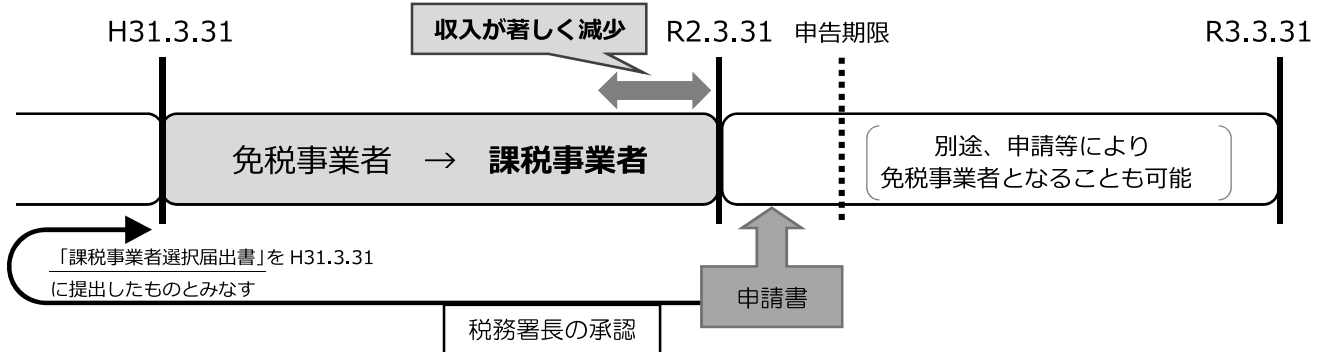 収入が著しく減少
H31.3.31
R2.3.31
申告期限
R3.3.31
免税事業者 → 課税事業者
別途、申請等により
免税事業者となることも可能
「課税事業者選択届出書」を H31.3.31
に提出したものとみなす
申請書
税務署長の承認